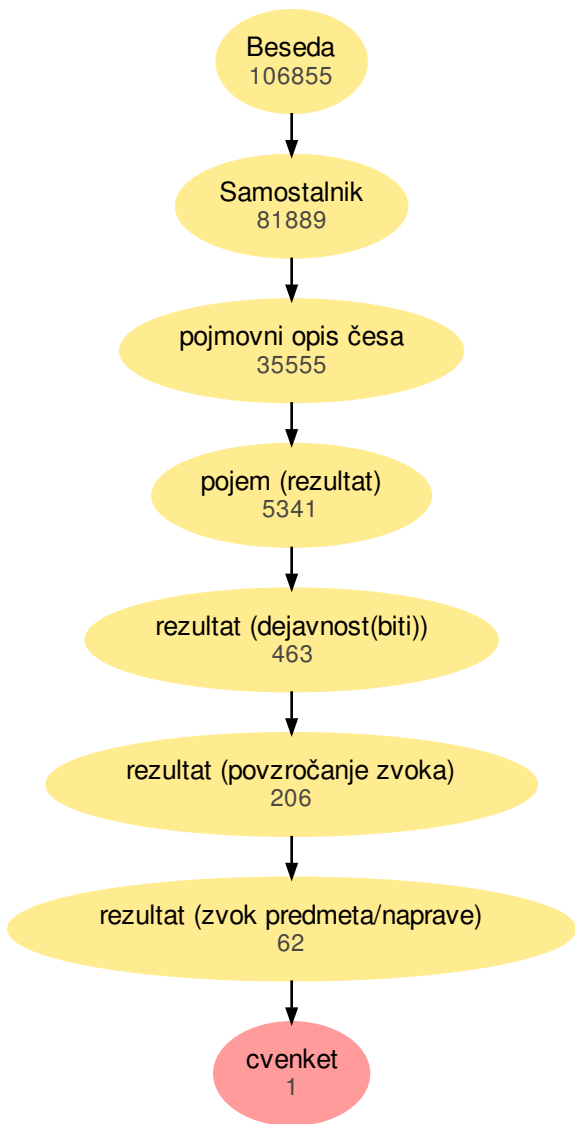 Beseda
106855
Samostalnik
81889
pojmovni opis česa
35555
pojem (rezultat)
5341
rezultat (dejavnost(biti))
463
rezultat (povzročanje zvoka)
206
rezultat (zvok predmeta/naprave)
62
cvenket
1